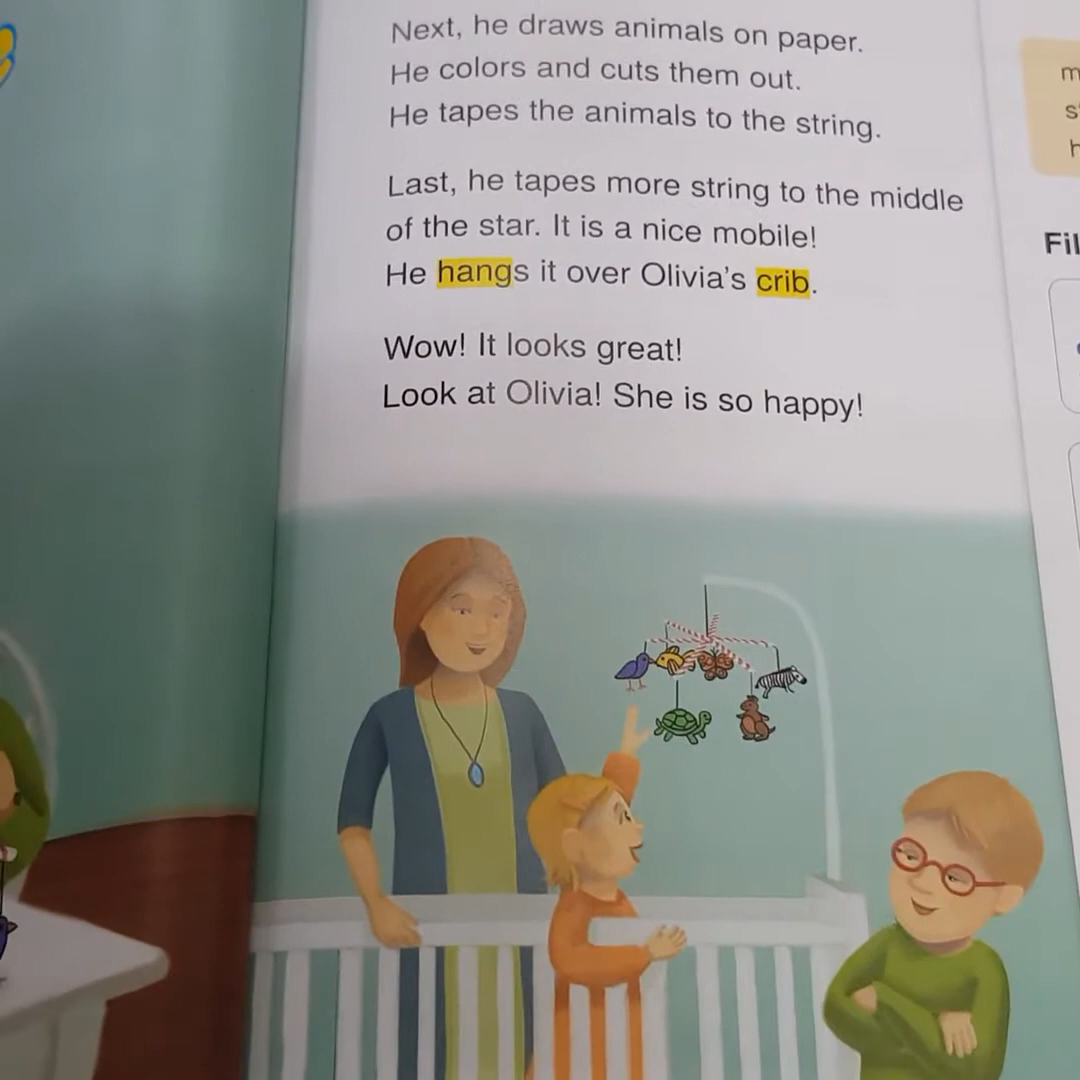 Next, he draws animals on paper.
He colors and cuts them out.
He tapes the animals to the string.
Last, he tapes more string to the middle
of the star. It is a nice mobile!
He hangs it over Olivia's crib.
Wow! It looks great!
Look at Olivia! She is so happy!